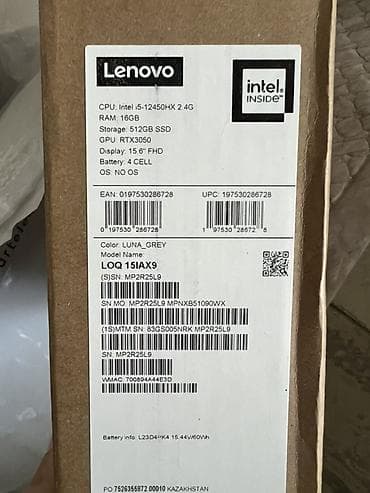 Lenovo
intel
INSIDE™
CPU: Intel i5-12450HX 2.4G
RAM: 16GB
Storage: 512GB SSD
GPU: RTX3050
Display: 15.6" FHD
Battery: 4 CELL
OS: NO OS
EAN: 0197530286728 UPC: 197530286728
0 197530 286728 1 97530 28672 8
Color: LUNA_GREY
Model Name:
LOQ 15IAX9
(S)SN: MP2R25L9
SN MO: MP2R25L9 MPNXB51090WX
(1S)MTM SN: 83GS005NRK MP2R25L9
SN: MP2R25L9
WMAC: 700894A44E3D
Battery info: 15.44V/60Wh
PO 7526355872 00010 KAZAKHSTAN